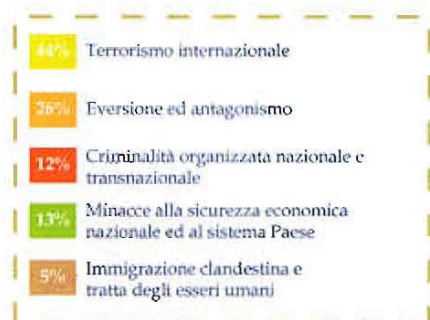 44% Terrorismo internazionale
26% Eversione ed antagonismo
12% Criminalità organizzata nazionale e
transnazionale
13% Minacce alla sicurezza economica
nazionale ed al sistema Paese
5% Immigrazione clandestina e
tratta degli esseri umani